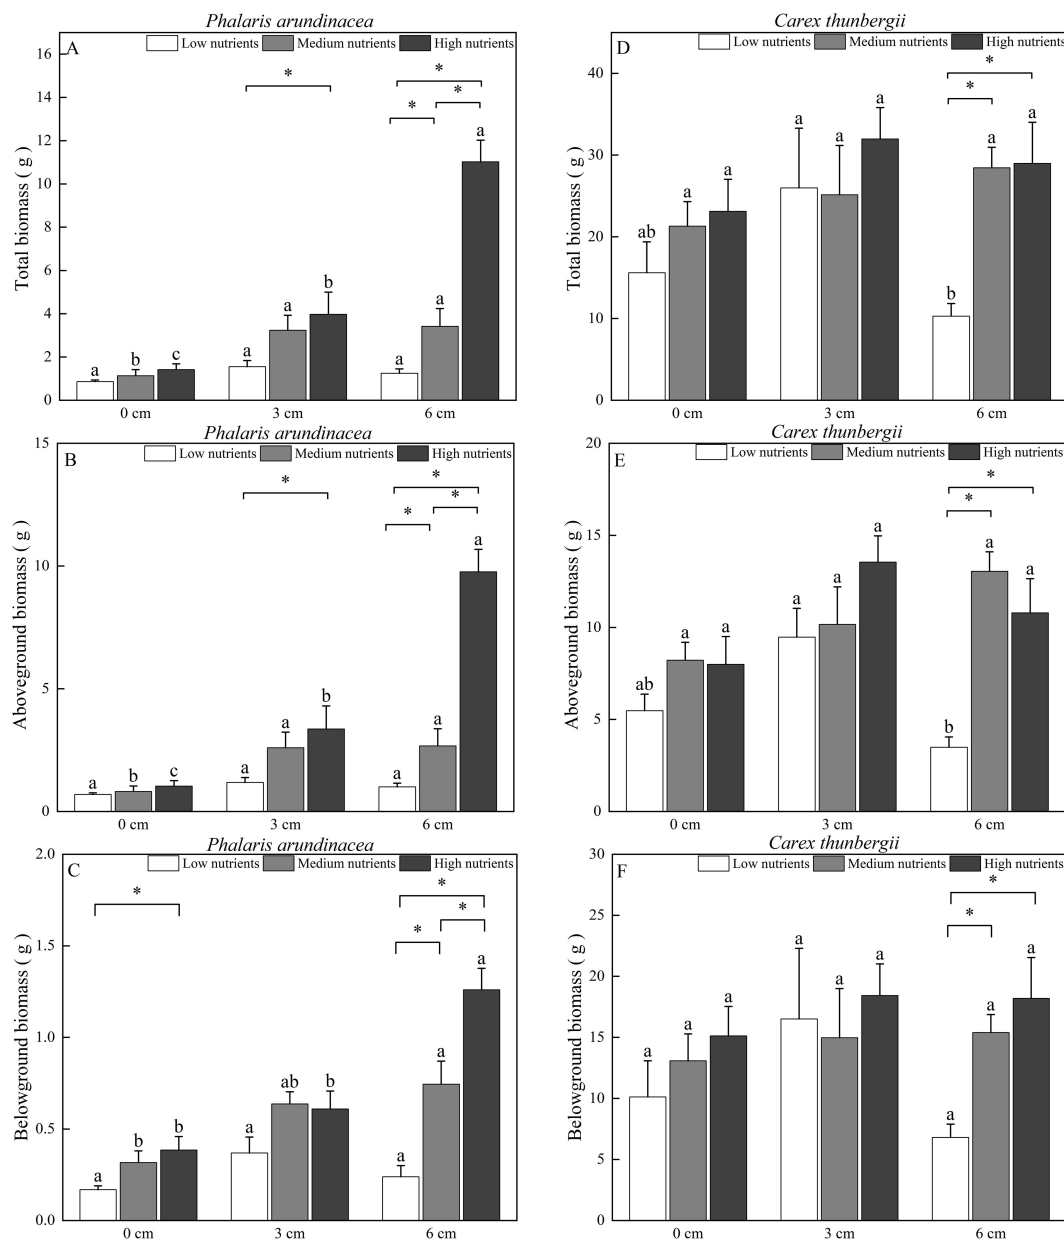 Phalaris arundinacea
A
Low nutrients Medium nutrients High nutrients
Total biomass ( g )
16
14
12
10
8
6
4
2
0
* * * *
a b c a a b a a a
0 cm 3 cm 6 cm
Carex thunbergii
D
Low nutrients Medium nutrients High nutrients
Total biomass ( g )
40
30
20
10
0
* *
ab a a a a a b a a
0 cm 3 cm 6 cm
Phalaris arundinacea
B
Low nutrients Medium nutrients High nutrients
Aboveground biomass ( g )
15
10
5
0
* * * *
a b c a a b a a a
0 cm 3 cm 6 cm
Carex thunbergii
E
Low nutrients Medium nutrients High nutrients
Aboveground biomass ( g )
20
15
10
5
0
* *
ab a a a a a b a a
0 cm 3 cm 6 cm
Phalaris arundinacea
C
Low nutrients Medium nutrients High nutrients
Belowground biomass ( g )
2.0
1.5
1.0
0.5
0.0
* * * *
a b b a ab b a a a
0 cm 3 cm 6 cm
Carex thunbergii
F
Low nutrients Medium nutrients High nutrients
Belowground biomass ( g )
30
25
20
15
10
5
0
* *
a a a a a a a a a
0 cm 3 cm 6 cm